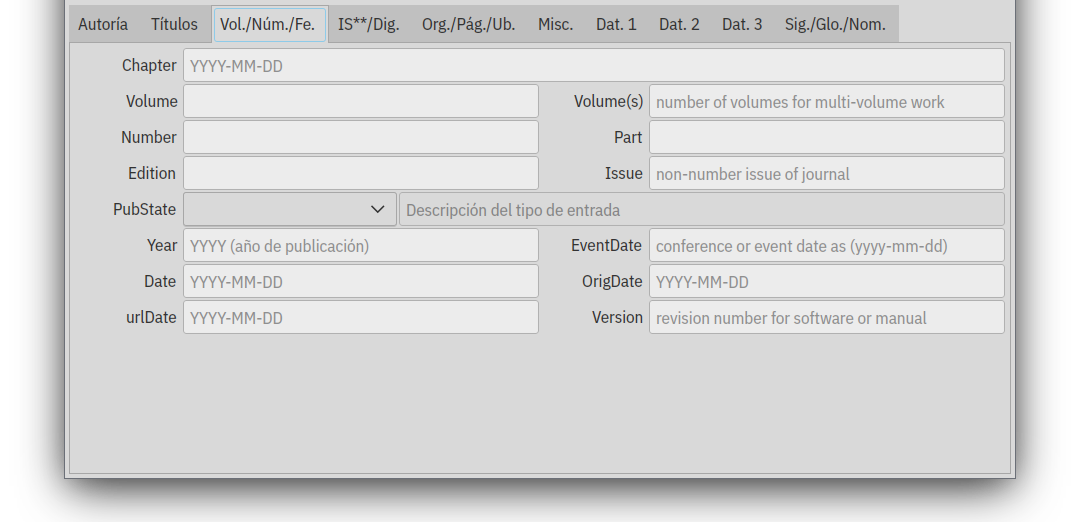 Autoría Títulos Vol./Núm./Fe. IS**/Dig. Org./Pág./Ub. Misc. Dat. 1 Dat. 2 Dat. 3 Sig./Glo./Nom.
Chapter YYYY-MM-DD
Volume Volume(s) number of volumes for multi-volume work
Number Part
Edition Issue non-number issue of journal
PubState Descripción del tipo de entrada
Year YYYY (año de publicación) EventDate conference or event date as (yyyy-mm-dd)
Date YYYY-MM-DD OrigDate YYYY-MM-DD
urlDate YYYY-MM-DD Version revision number for software or manual